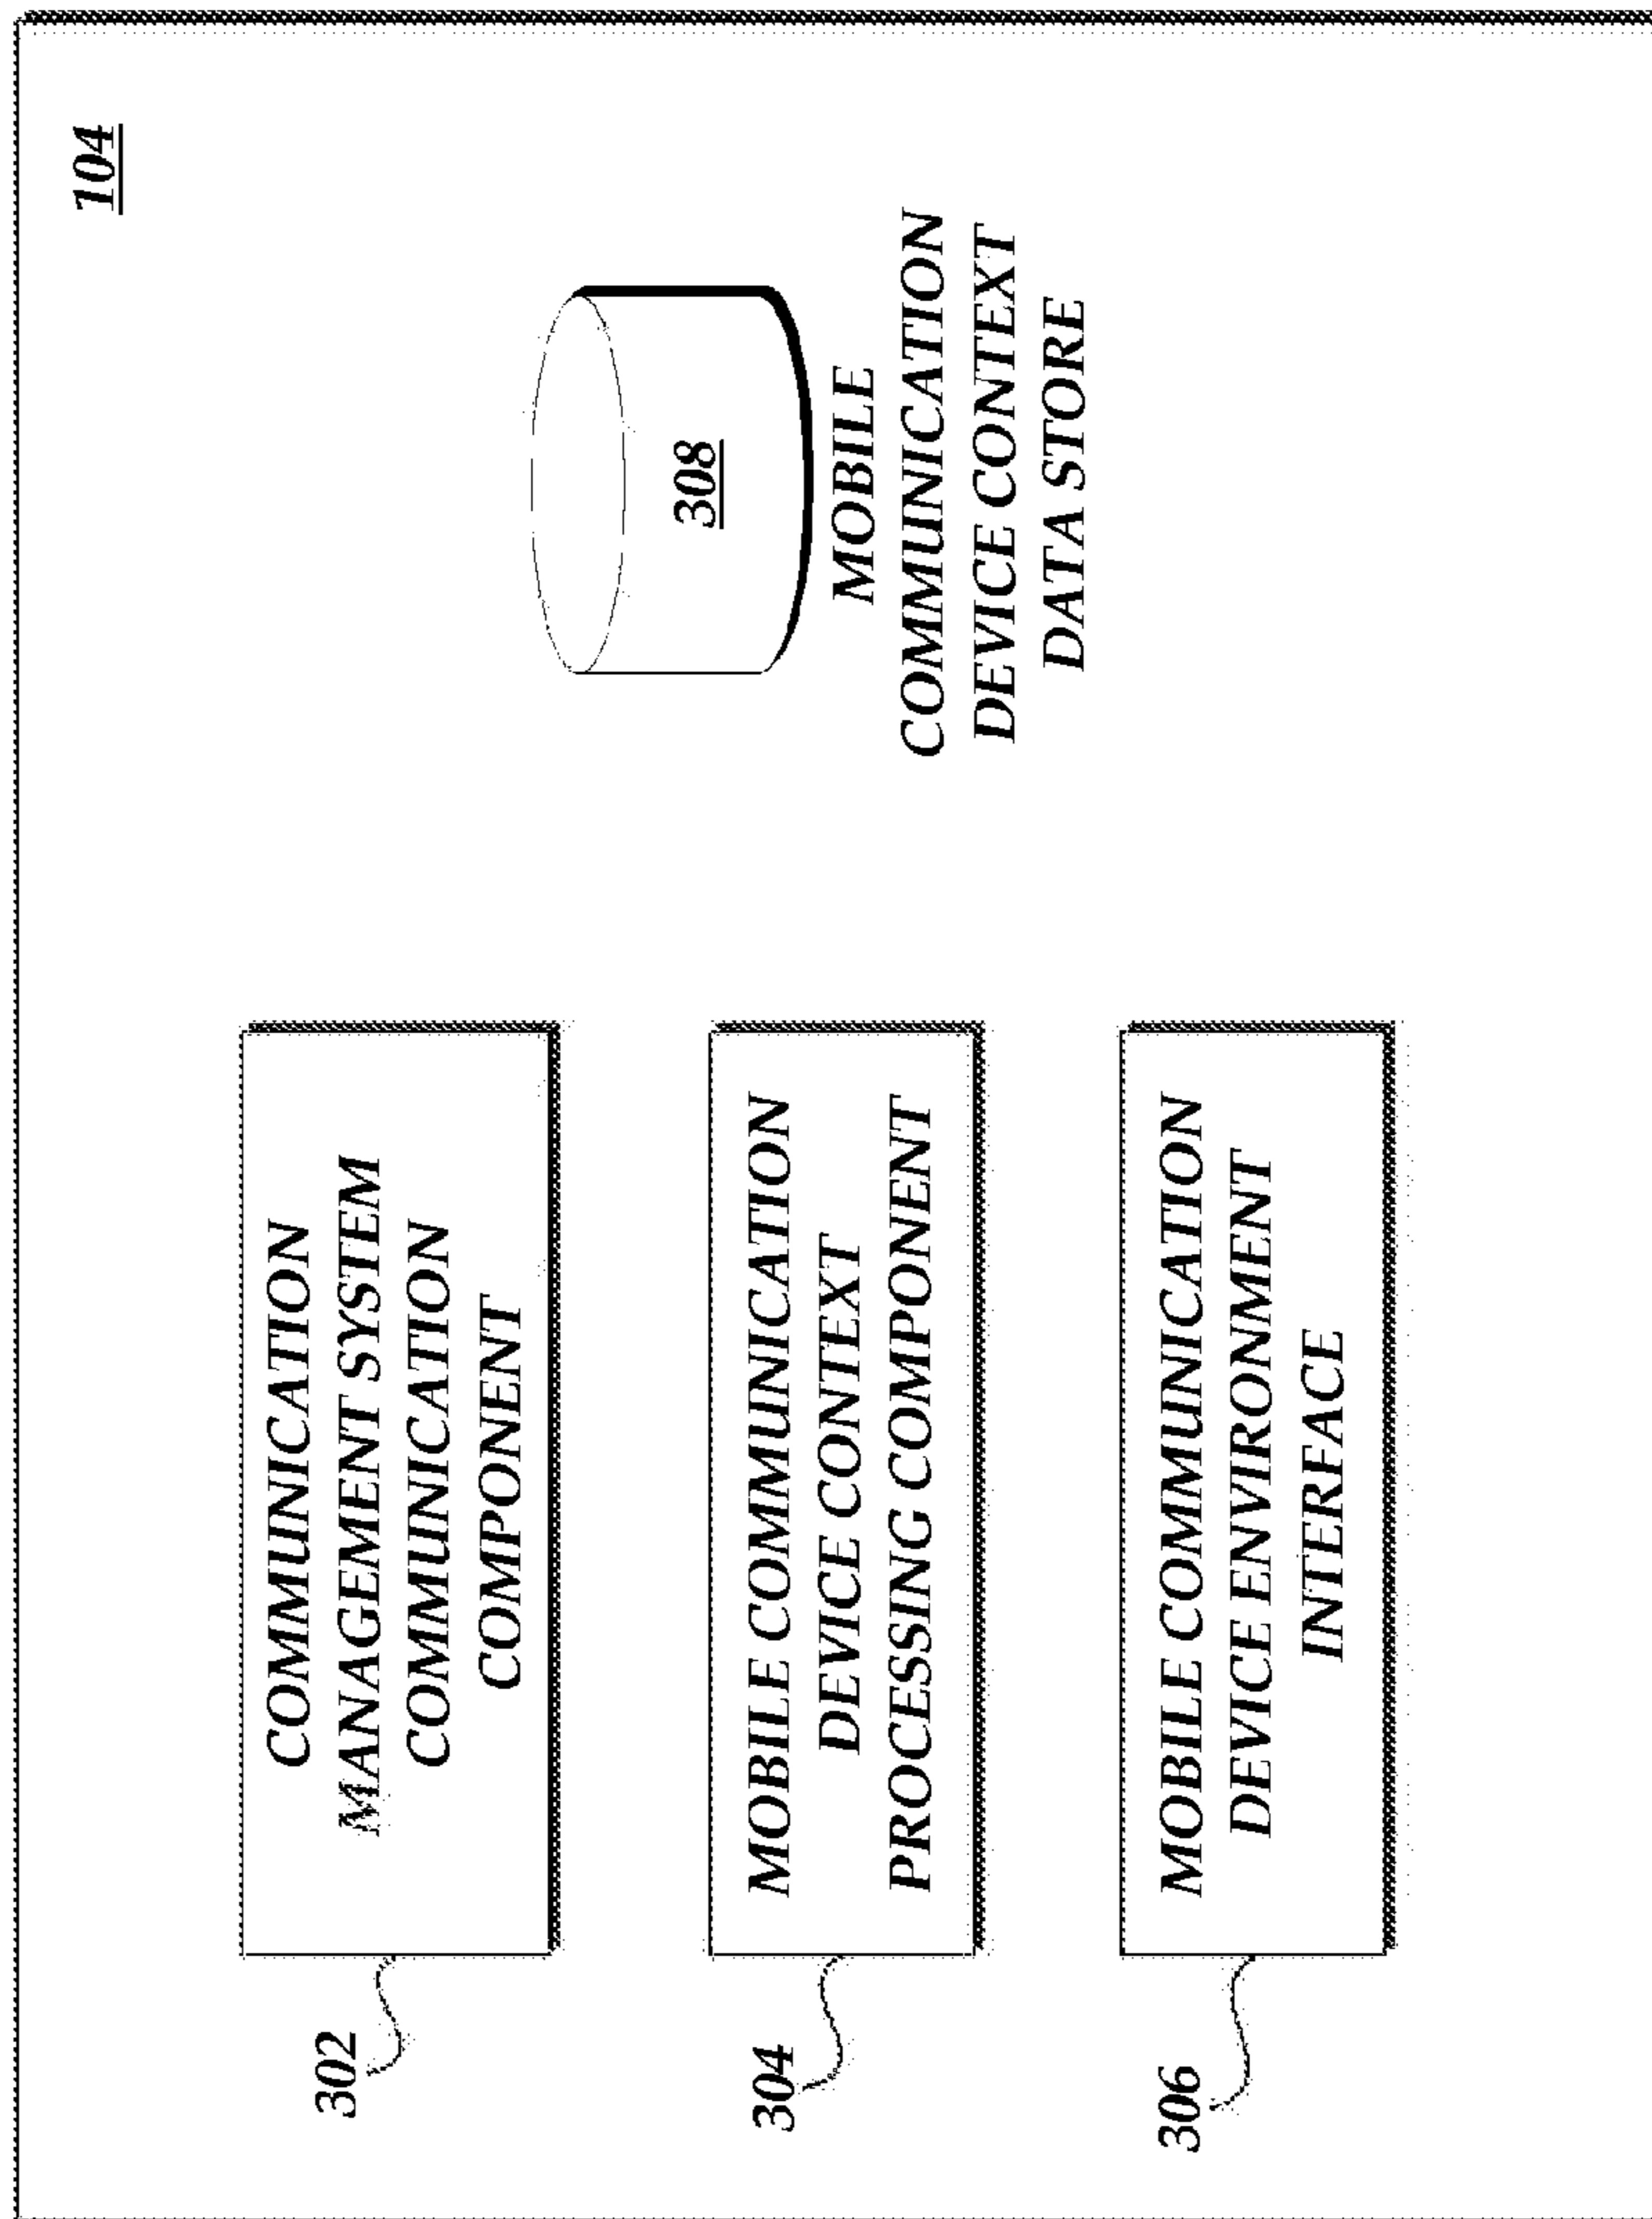 104
302
COMMUNICATION
MANAGEMENT SYSTEM
COMMUNICATION
COMPONENT
304
MOBILE COMMUNICATION
DEVICE CONTEXT
PROCESSING COMPONENT
306
MOBILE COMMUNICATION
DEVICE ENVIRONMENT
INTERFACE
308
MOBILE
COMMUNICATION
DEVICE CONTEXT
DATA STORE